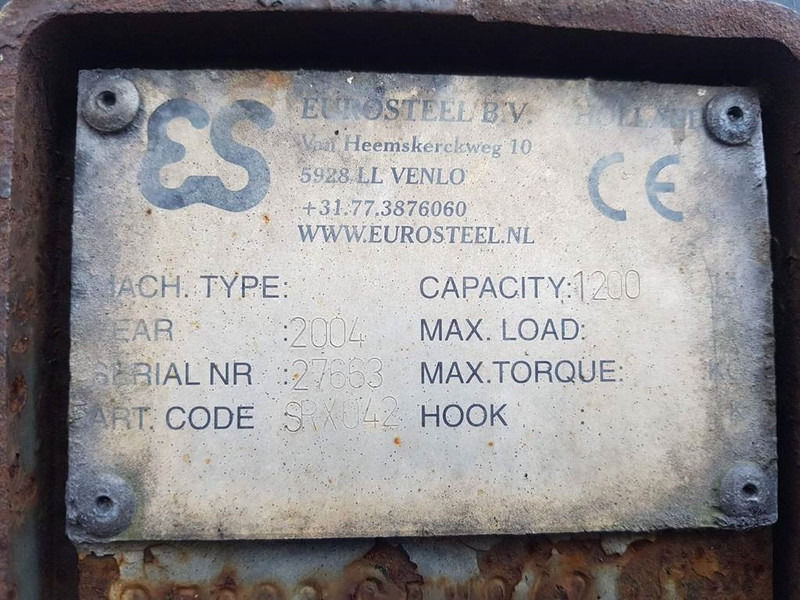 ES
EUROSTEEL B.V. HOLLAND
Van Heemskerckweg 10
5928 LL VENLO
+31.77.3876060
WWW.EUROSTEEL.NL
CE
MACH. TYPE: CAPACITY:1200
YEAR :2004 MAX. LOAD:
SERIAL NR :27663 MAX.TORQUE:
ART. CODE SRX042 HOOK